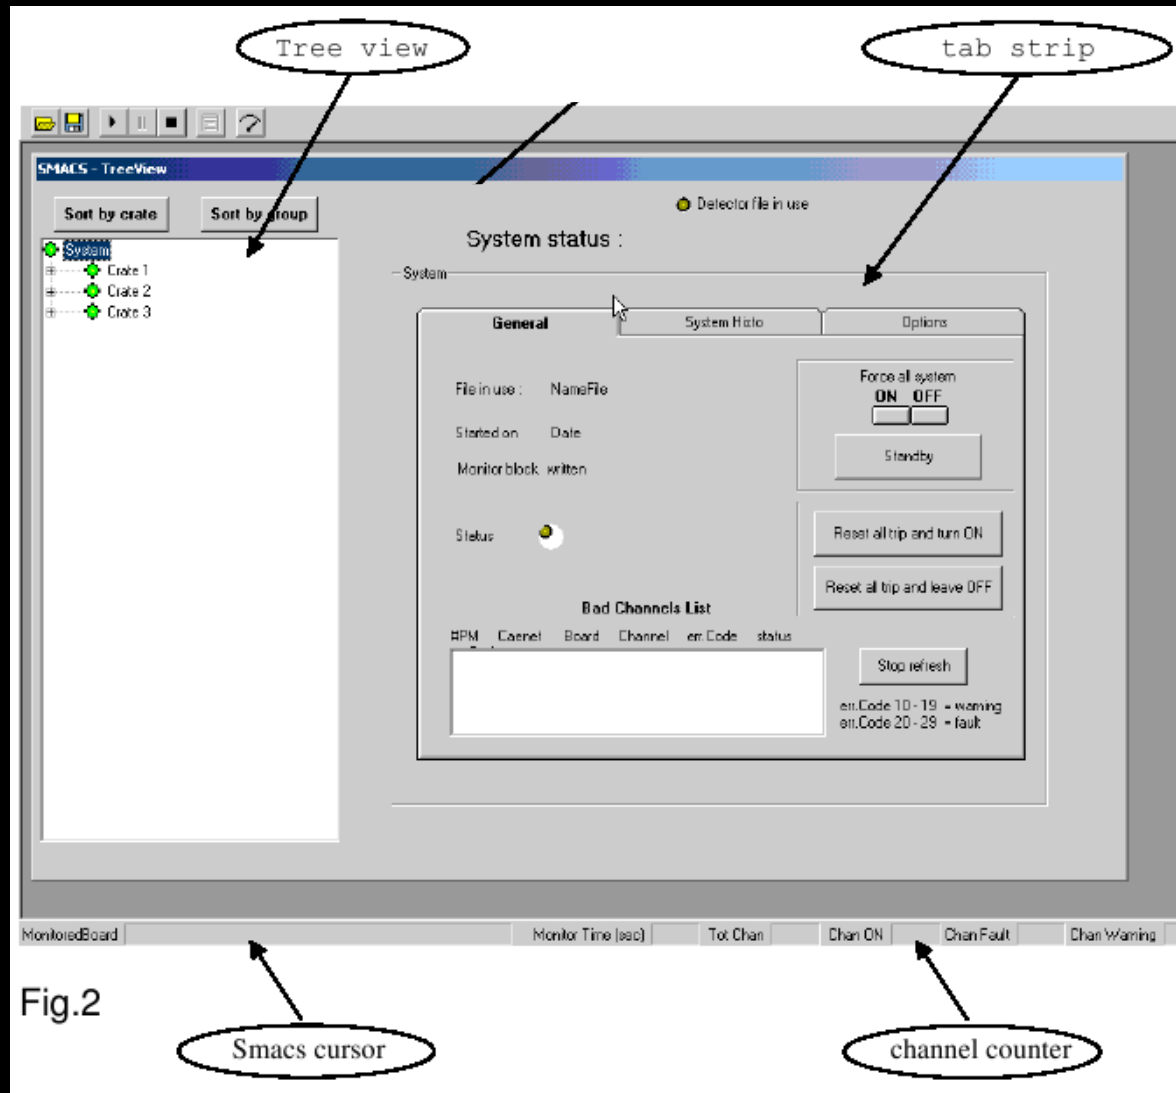 Tree view
tab strip
SMACS - TreeView
Sort by crate
Sort by group
Detector file in use
System status :
System
Crate 1
Crate 2
Crate 3
System
General
System Histo
Options
File in use : NameFile
Started on Date
Monitor block written
Status
Force all system
ON OFF
Standby
Reset all trip and turn ON
Reset all trip and leave OFF
Bad Channels List
#PM Caenet Board Channel err.Code status
Stop refresh
err.Code 10 - 19 = warning
err.Code 20 - 29 = fault
MonitoredBoard
Monitor Time (sec)
Tot Chan
Chan ON
Chan Fault
Chan Warning
Fig.2
Smacs cursor
channel counter